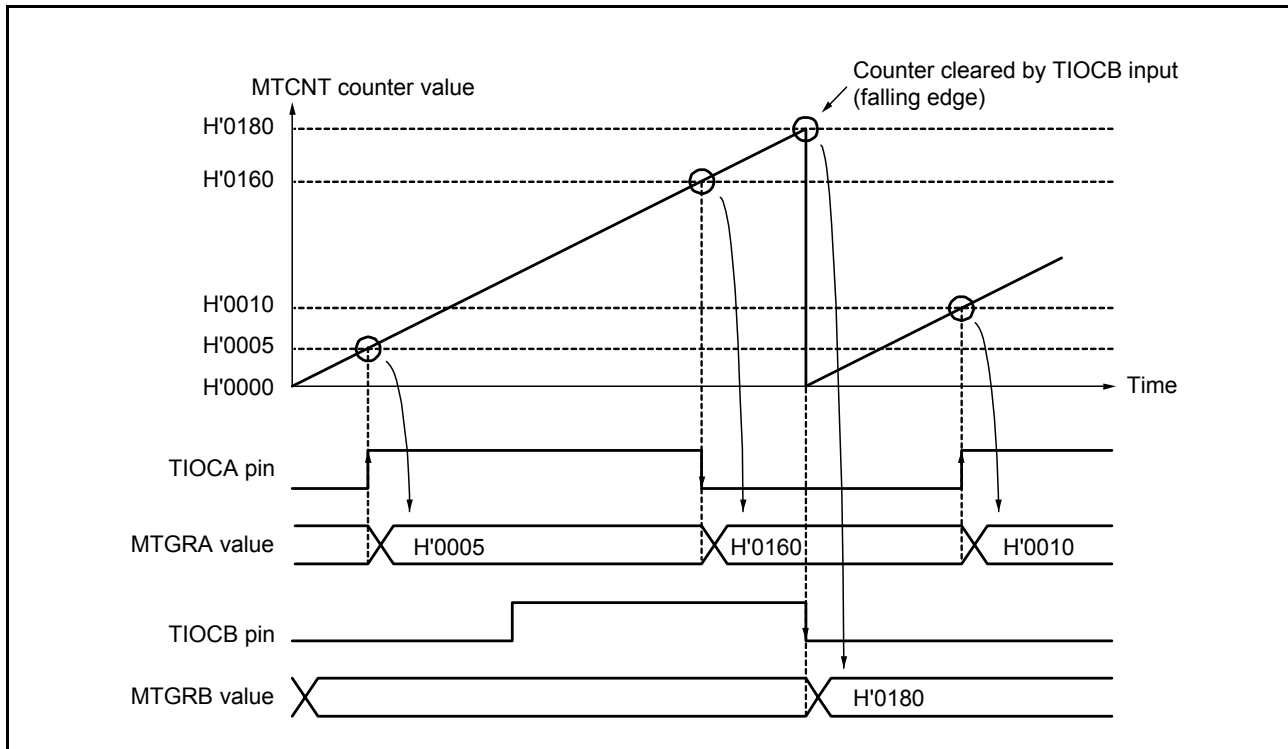 Counter cleared by TIOCB input
(falling edge)
MTCNT counter value
H'0180
H'0160
H'0010
H'0005
H'0000
Time
TIOCA pin
MTGRA value
H'0005
H'0160
H'0010
TIOCB pin
MTGRB value
H'0180